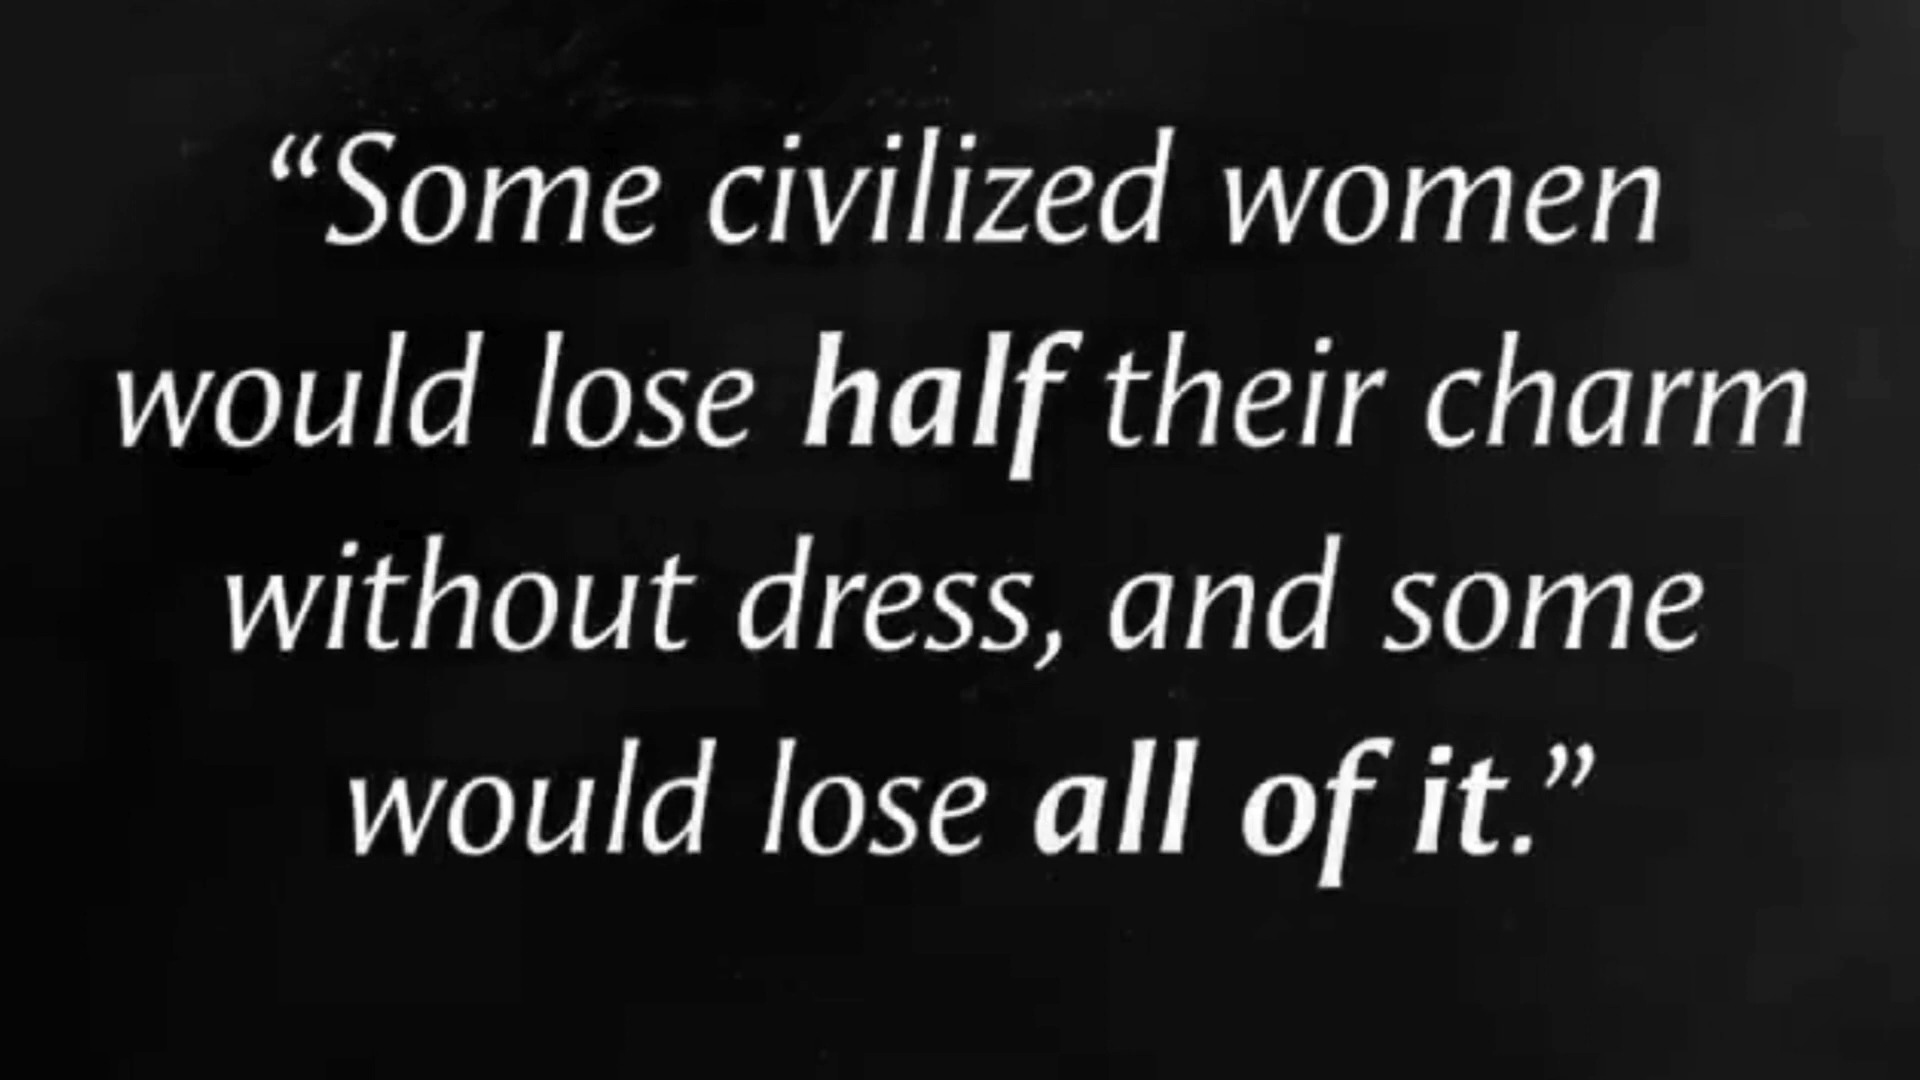 “Some civilized women
would lose half their charm
without dress, and some
would lose all of it.”